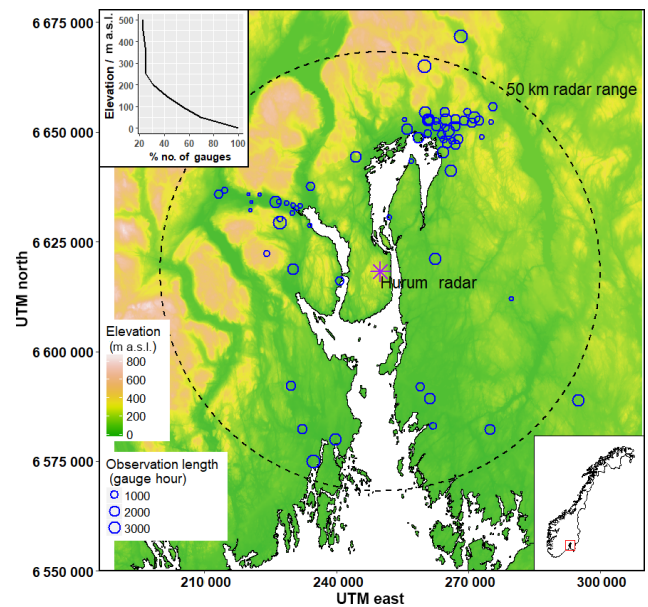 6 675 000
6 650 000
6 625 000
6 600 000
6 575 000
6 550 000
UTM north
210 000
240 000
270 000
300 000
UTM east
500
400
300
200
100
0
Elevation / m a.s.l.
20
40
60
80
100
% no. of gauges
50 km radar range
Hurum radar
Elevation
(m a.s.l.)
800
600
400
200
0
Observation length
(gauge hour)
1000
2000
3000